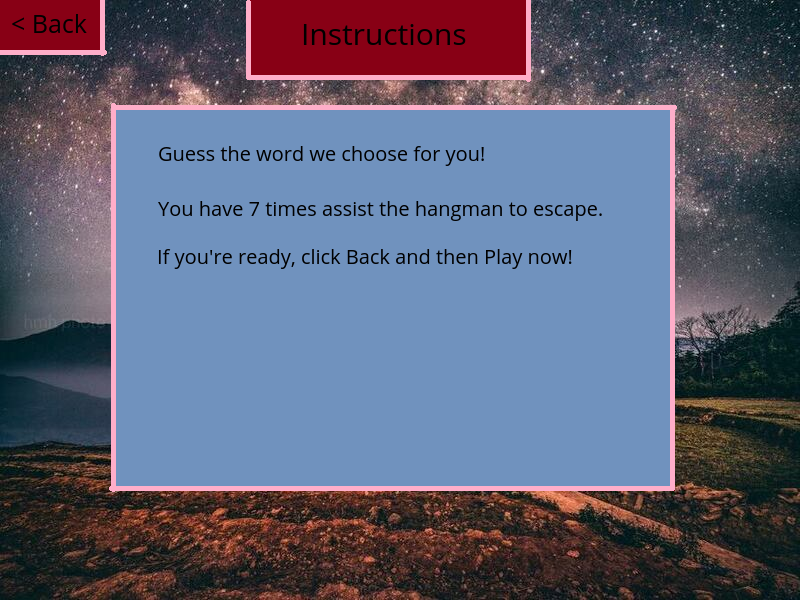 < Back
Instructions
Guess the word we choose for you!
You have 7 times assist the hangman to escape.
If you're ready, click Back and then Play now!